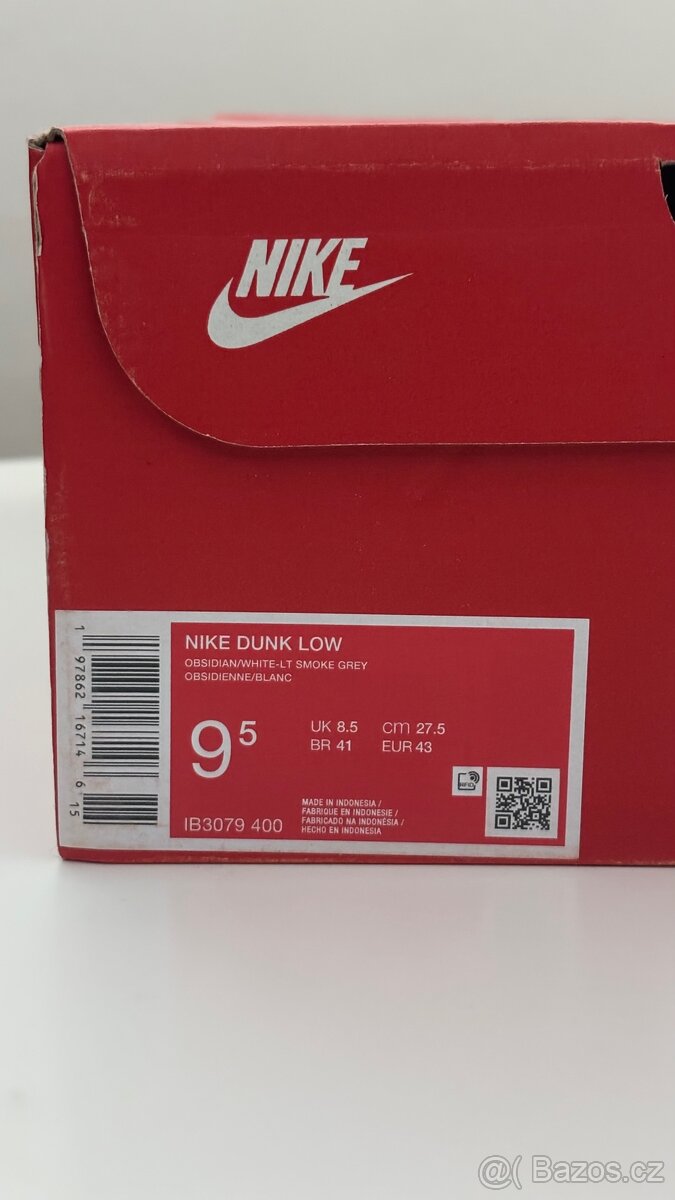 NIKE
NIKE DUNK LOW
OBSIDIAN/WHITE-LT SMOKE GREY
OBSIDIENNE/BLANC
9⁵
UK 8.5 cm 27.5
BR 41 EUR 43
RFID
IB3079 400
MADE IN INDONESIA /
FABRIQUE EN INDONESIE /
FABRICADO NA INDONÉSIA /
HECHO EN INDONESIA
1 97862 16714 6 15
@( Bazos.cz